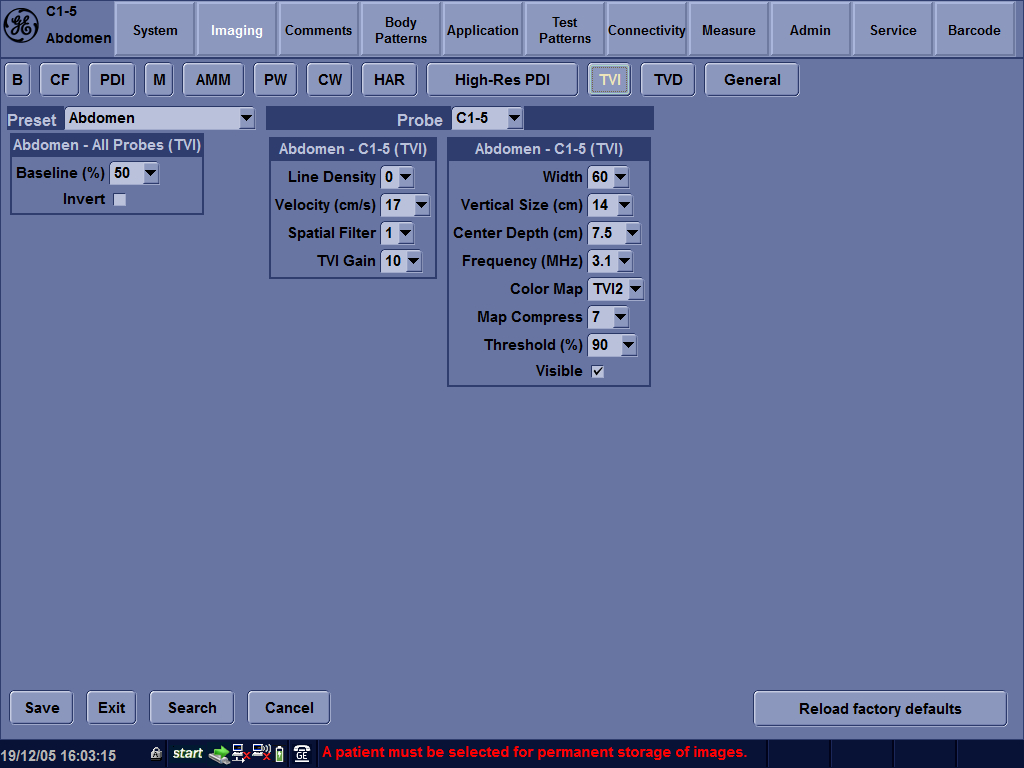 C1-5
Abdomen
System
Imaging
Comments
Body Patterns
Application
Test Patterns
Connectivity
Measure
Admin
Service
Barcode
B
CF
PDI
M
AMM
PW
CW
HAR
High-Res PDI
TVI
TVD
General
Preset Abdomen
Probe C1-5
Abdomen - All Probes (TVI)
Baseline (%) 50
Invert
Abdomen - C1-5 (TVI)
Line Density 0
Velocity (cm/s) 17
Spatial Filter 1
TVI Gain 10
Abdomen - C1-5 (TVI)
Width 60
Vertical Size (cm) 14
Center Depth (cm) 7.5
Frequency (MHz) 3.1
Color Map TVI2
Map Compress 7
Threshold (%) 90
Visible
Save
Exit
Search
Cancel
Reload factory defaults
19/12/05 16:03:15
start
GE
A patient must be selected for permanent storage of images.